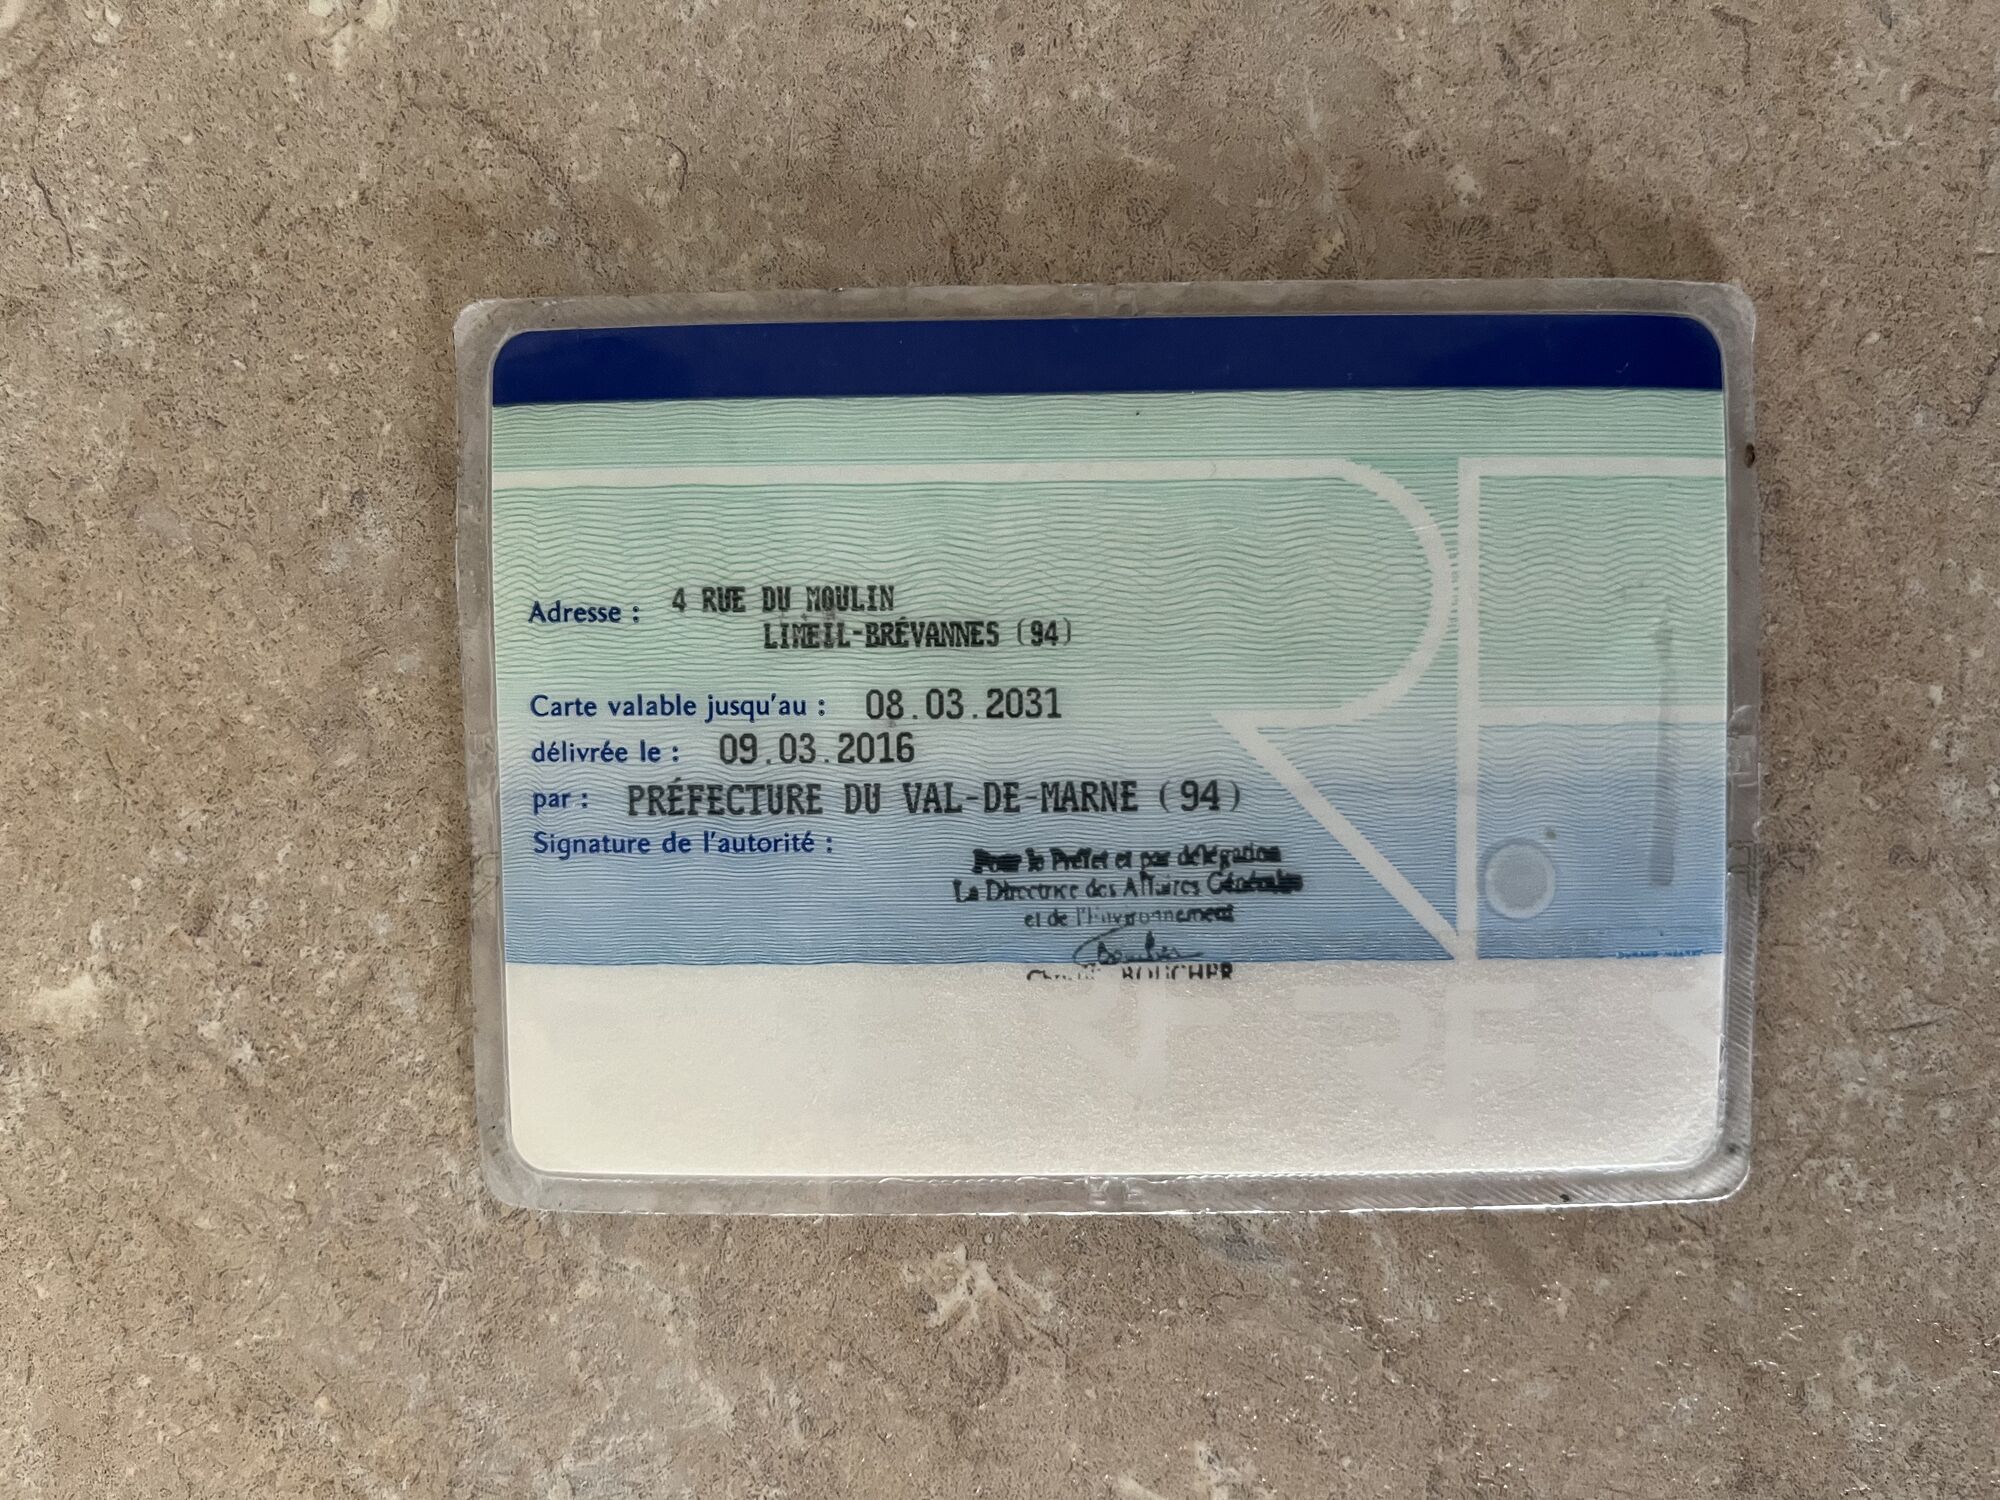 Adresse : 4 RUE DU MOULIN
LIMEIL-BRÉVANNES (94)
Carte valable jusqu'au : 08.03.2031
délivrée le : 09.03.2016
par : PRÉFECTURE DU VAL-DE-MARNE (94)
Signature de l'autorité :
Pour le Préfet et par délégation
La Directrice des Affaires Générales
et de l'Environnement
BOUCHER
RF